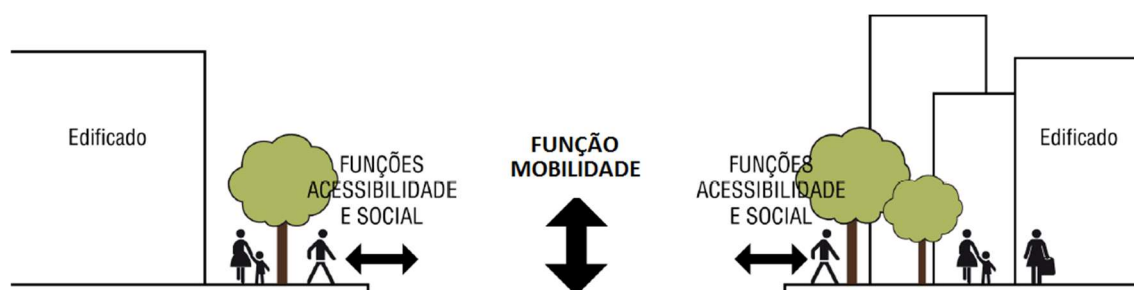 Edificado
FUNÇÕES
ACESSIBILIDADE
E SOCIAL
FUNÇÃO
MOBILIDADE
FUNÇÕES
ACESSIBILIDADE
E SOCIAL
Edificado